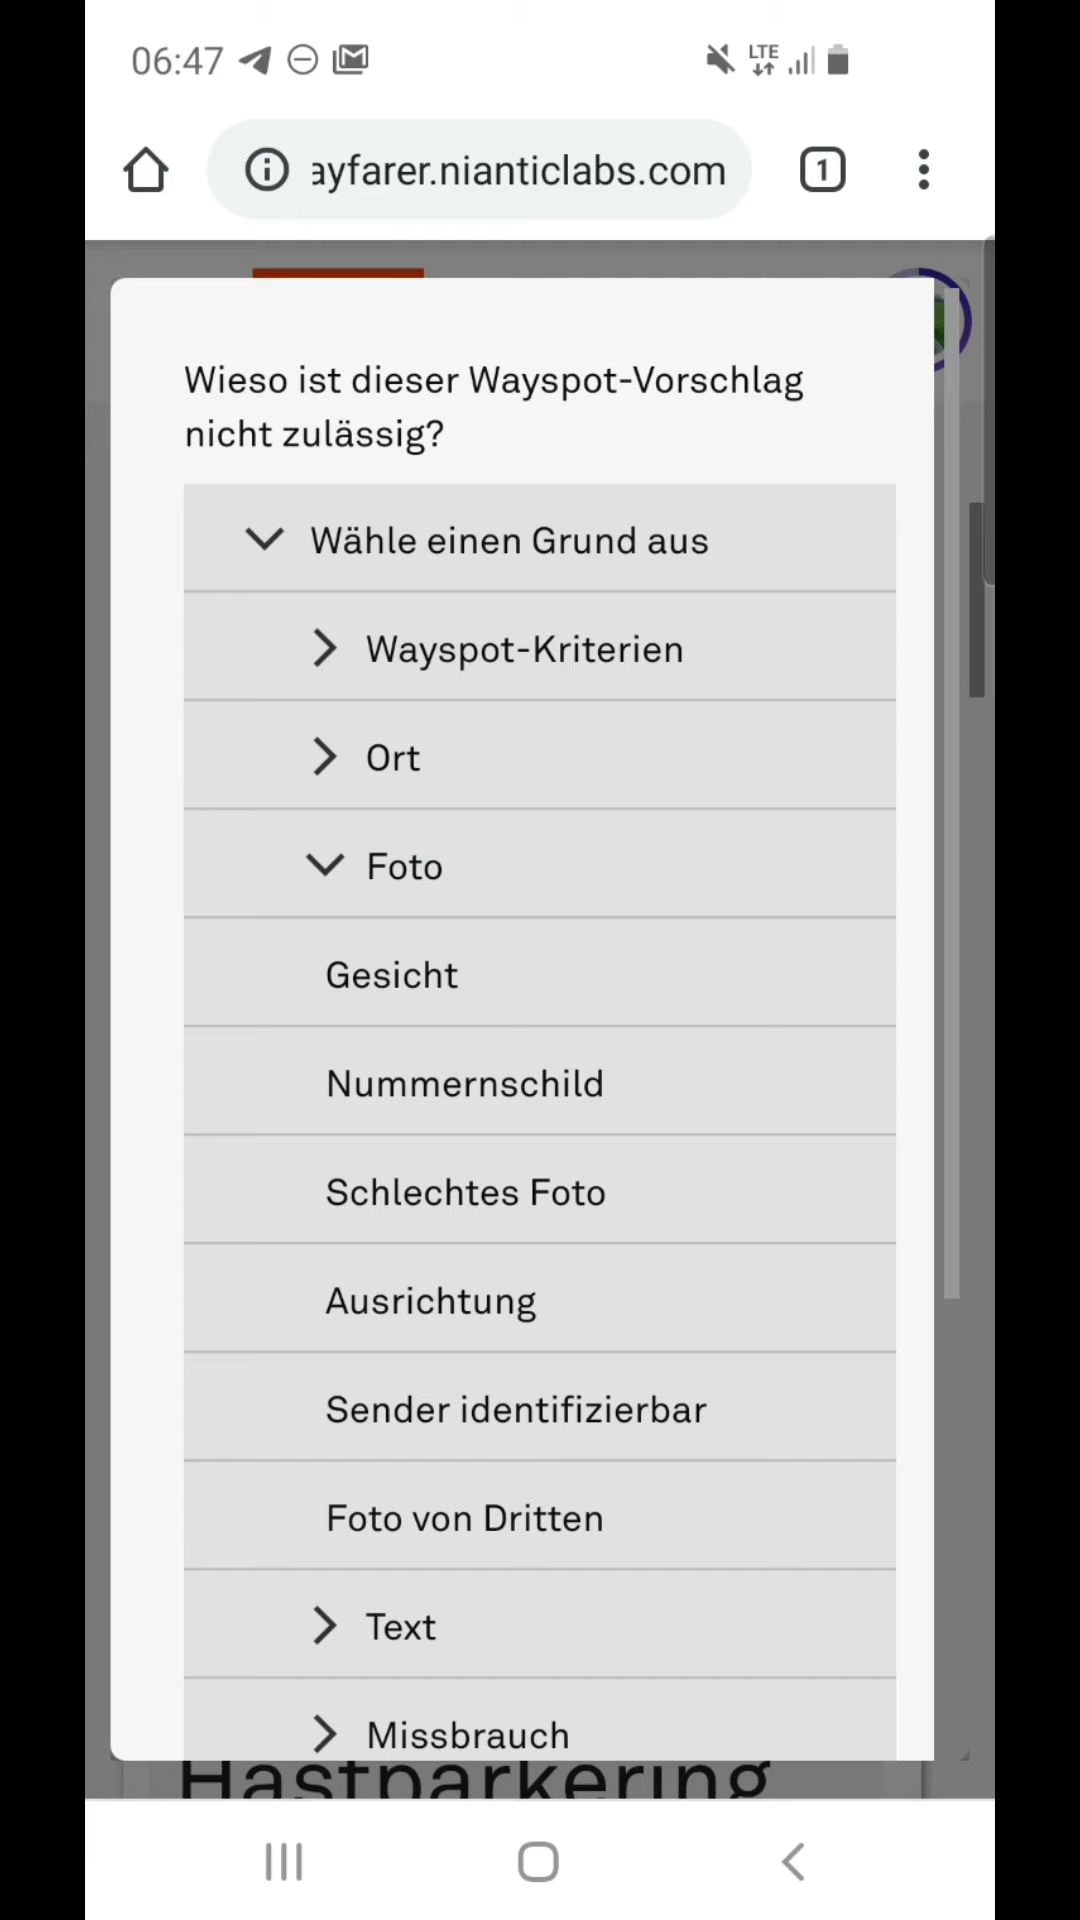 06:47
LTE
ayfarer.nianticlabs.com
1
Wieso ist dieser Wayspot-Vorschlag
nicht zulässig?
Wähle einen Grund aus
Wayspot-Kriterien
Ort
Foto
Gesicht
Nummernschild
Schlechtes Foto
Ausrichtung
Sender identifizierbar
Foto von Dritten
Text
Missbrauch
Hästparkering